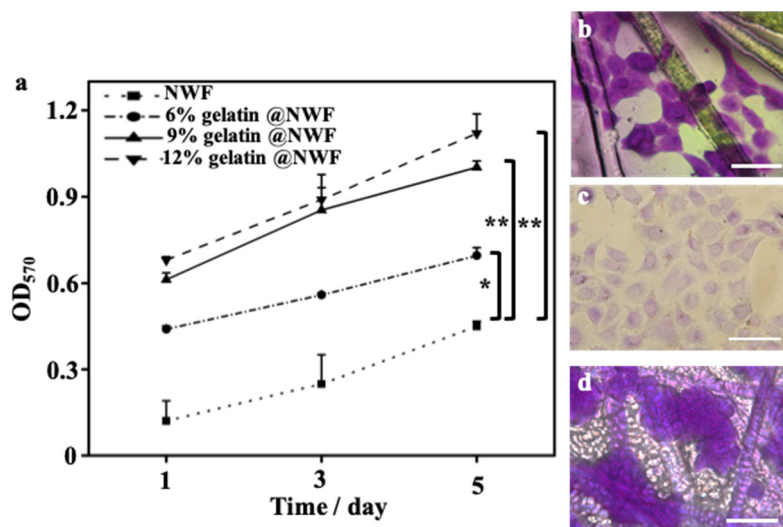 a
NWF
6% gelatin @NWF
9% gelatin @NWF
12% gelatin @NWF
OD570
1.2
0.9
0.6
0.3
0
1 3 5
Time / day
** **
*
b
c
d